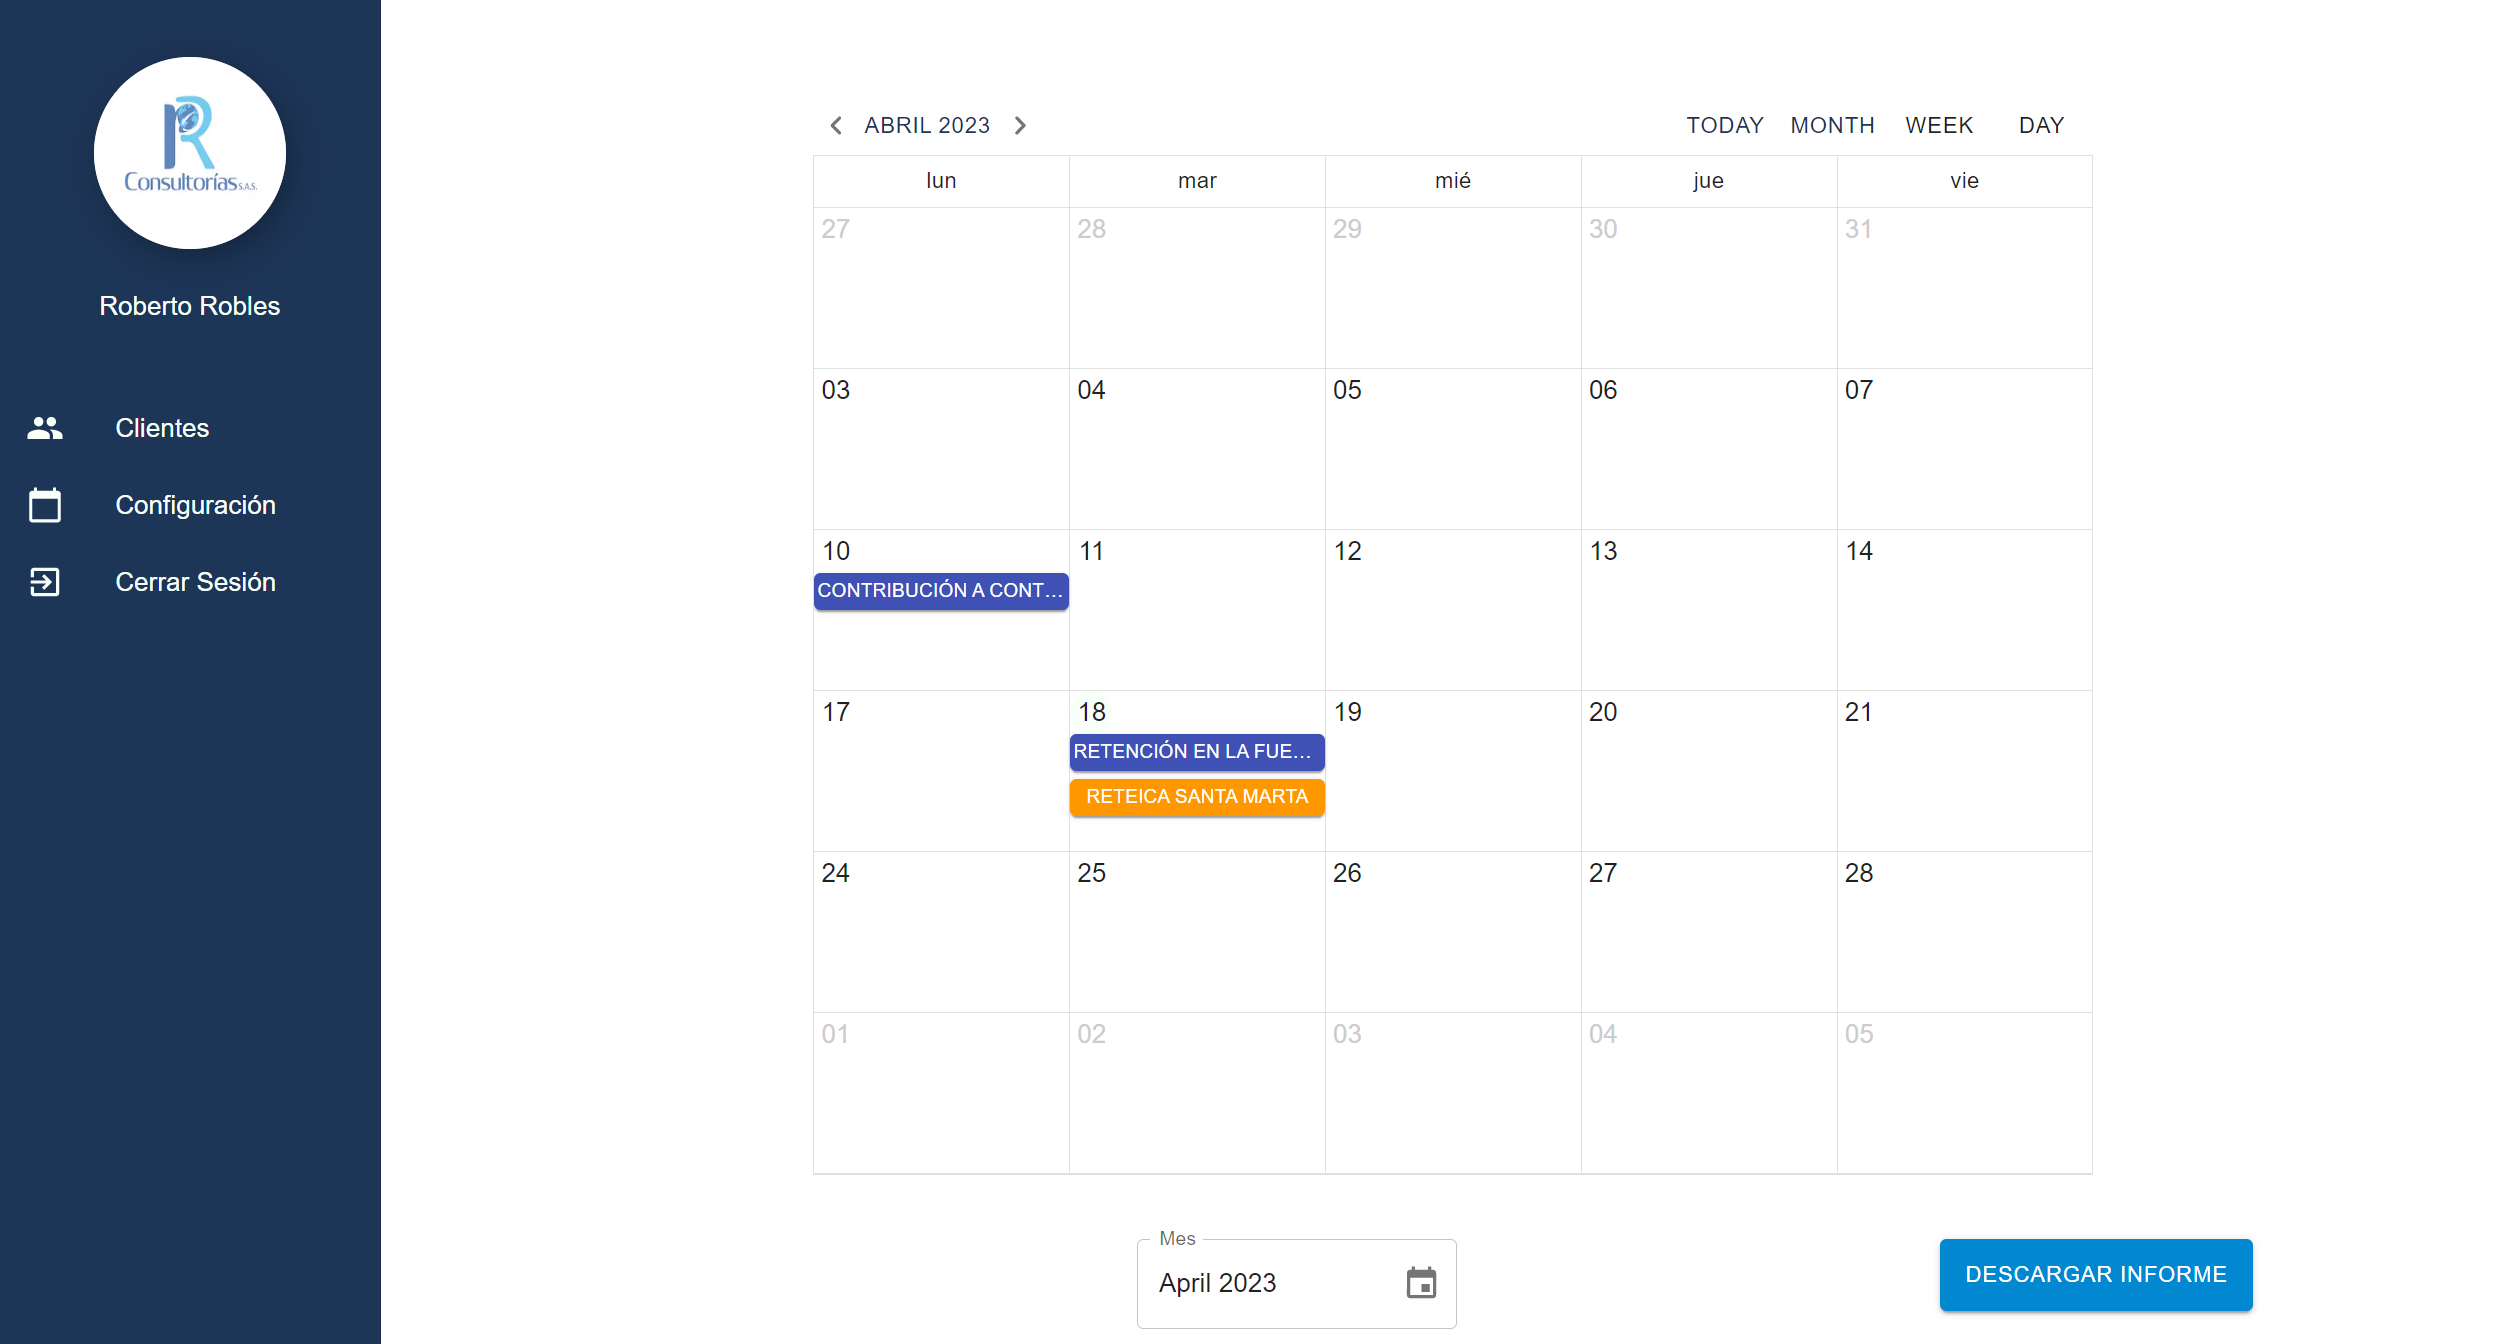 Consultorías S.A.S.
Roberto Robles
Clientes
Configuración
Cerrar Sesión
ABRIL 2023
TODAY MONTH WEEK DAY
lun mar mié jue vie
27 28 29 30 31
03 04 05 06 07
10 11 12 13 14
CONTRIBUCIÓN A CONT...
17 18 19 20 21
RETENCIÓN EN LA FUE...
RETEICA SANTA MARTA
24 25 26 27 28
01 02 03 04 05
Mes
April 2023
DESCARGAR INFORME